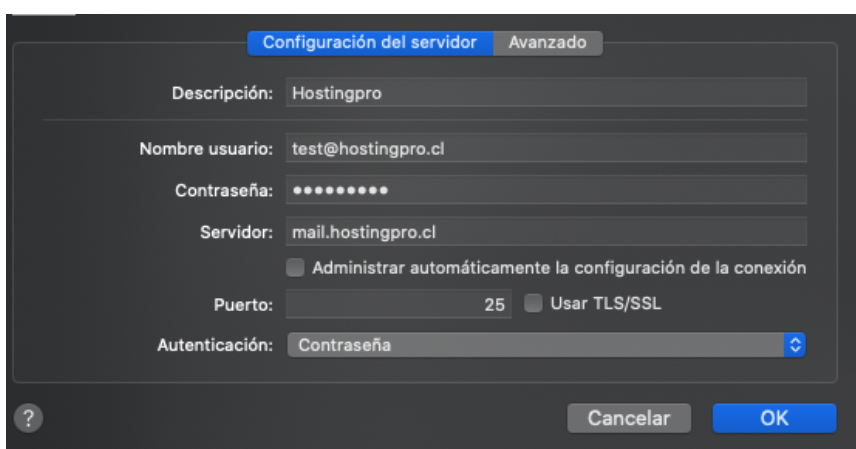 Configuración del servidor Avanzado
Descripción: Hostingpro
Nombre usuario: test@hostingpro.cl
Contraseña: •••••••••
Servidor: mail.hostingpro.cl
Administrar automáticamente la configuración de la conexión
Puerto: 25 Usar TLS/SSL
Autenticación: Contraseña
? Cancelar OK